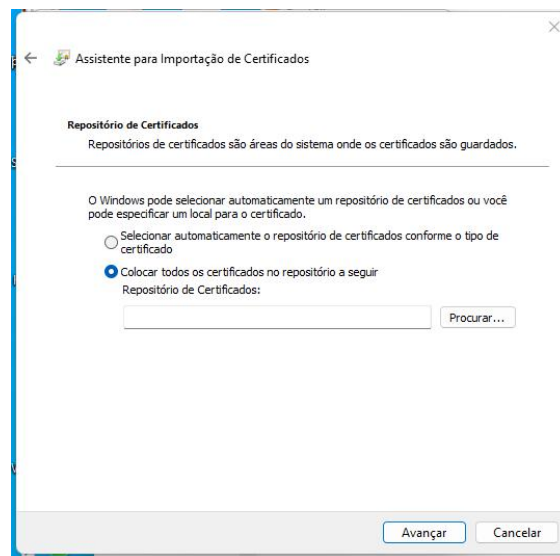 Assistente para Importação de Certificados
Repositório de Certificados
Repositórios de certificados são áreas do sistema onde os certificados são guardados.
O Windows pode selecionar automaticamente um repositório de certificados ou você
pode especificar um local para o certificado.
Selecionar automaticamente o repositório de certificados conforme o tipo de
certificado
Colocar todos os certificados no repositório a seguir
Repositório de Certificados:
Procurar...
Avançar
Cancelar